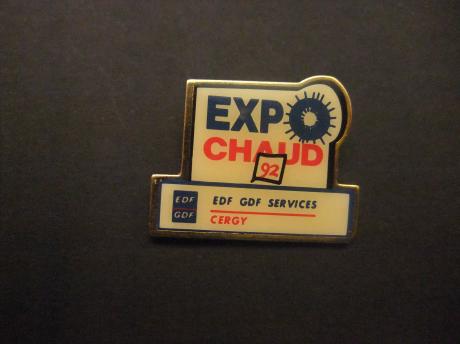 EXPO
CHAUD
92
EDF
GDF
EDF GDF SERVICES
CERGY